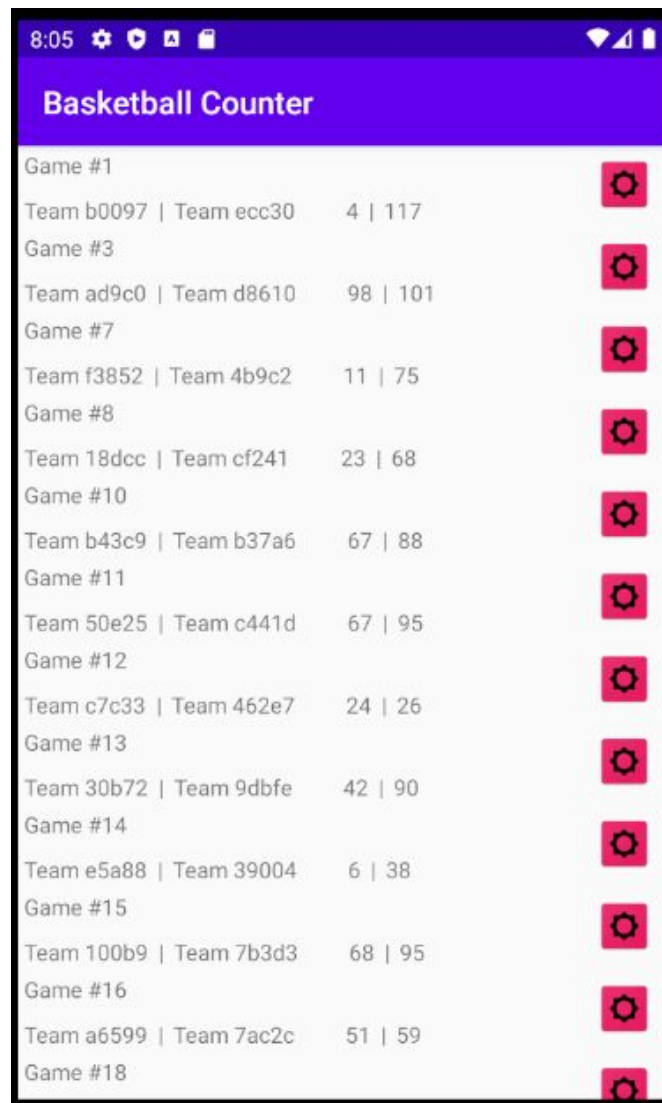 8:05
Basketball Counter
Game #1
Team b0097 | Team ecc30 4 | 117
Game #3
Team ad9c0 | Team d8610 98 | 101
Game #7
Team f3852 | Team 4b9c2 11 | 75
Game #8
Team 18dcc | Team cf241 23 | 68
Game #10
Team b43c9 | Team b37a6 67 | 88
Game #11
Team 50e25 | Team c441d 67 | 95
Game #12
Team c7c33 | Team 462e7 24 | 26
Game #13
Team 30b72 | Team 9dbfe 42 | 90
Game #14
Team e5a88 | Team 39004 6 | 38
Game #15
Team 100b9 | Team 7b3d3 68 | 95
Game #16
Team a6599 | Team 7ac2c 51 | 59
Game #18